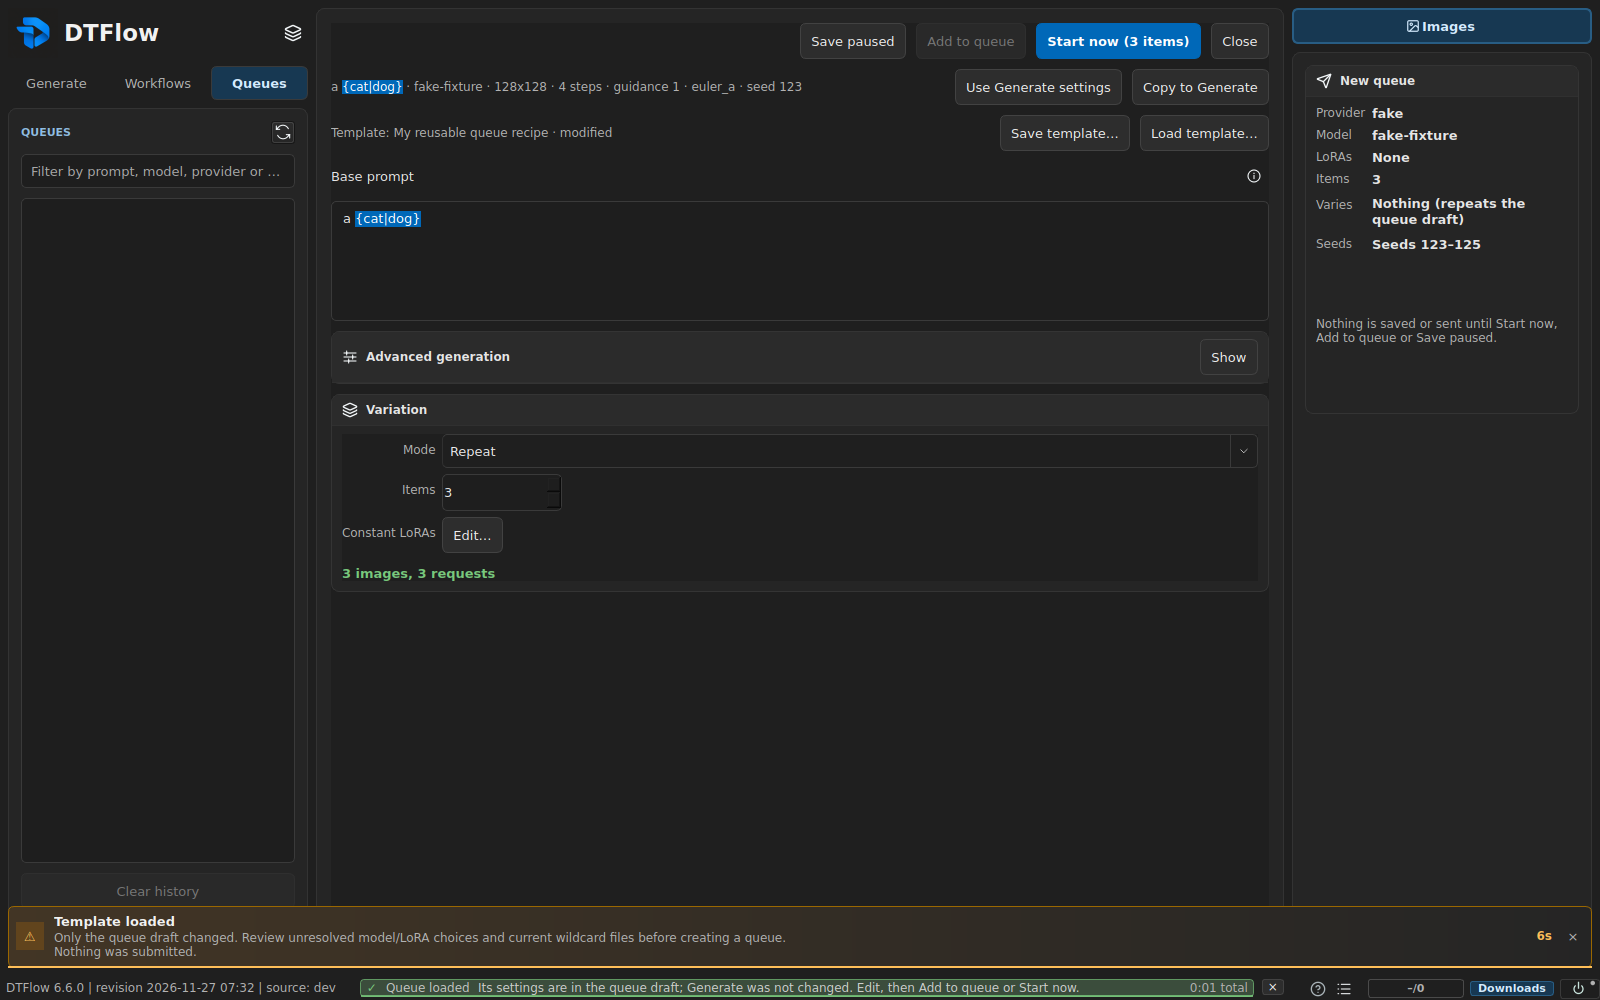 DTFlow
Generate
Workflows
Queues
QUEUES
Filter by prompt, model, provider or ...
Clear history
Save paused
Add to queue
Start now (3 items)
Close
a {cat|dog} · fake-fixture · 128x128 · 4 steps · guidance 1 · euler_a · seed 123
Use Generate settings
Copy to Generate
Template: My reusable queue recipe · modified
Save template...
Load template...
Base prompt
a {cat|dog}
Advanced generation
Show
Variation
Mode
Repeat
Items
3
Constant LoRAs
Edit...
3 images, 3 requests
Images
New queue
Provider fake
Model fake-fixture
LoRAs None
Items 3
Varies Nothing (repeats the
queue draft)
Seeds Seeds 123–125
Nothing is saved or sent until Start now,
Add to queue or Save paused.
Template loaded
Only the queue draft changed. Review unresolved model/LoRA choices and current wildcard files before creating a queue.
Nothing was submitted.
6s
DTFlow 6.6.0 | revision 2026-11-27 07:32 | source: dev
Queue loaded Its settings are in the queue draft; Generate was not changed. Edit, then Add to queue or Start now.
0:01 total
–/0
Downloads